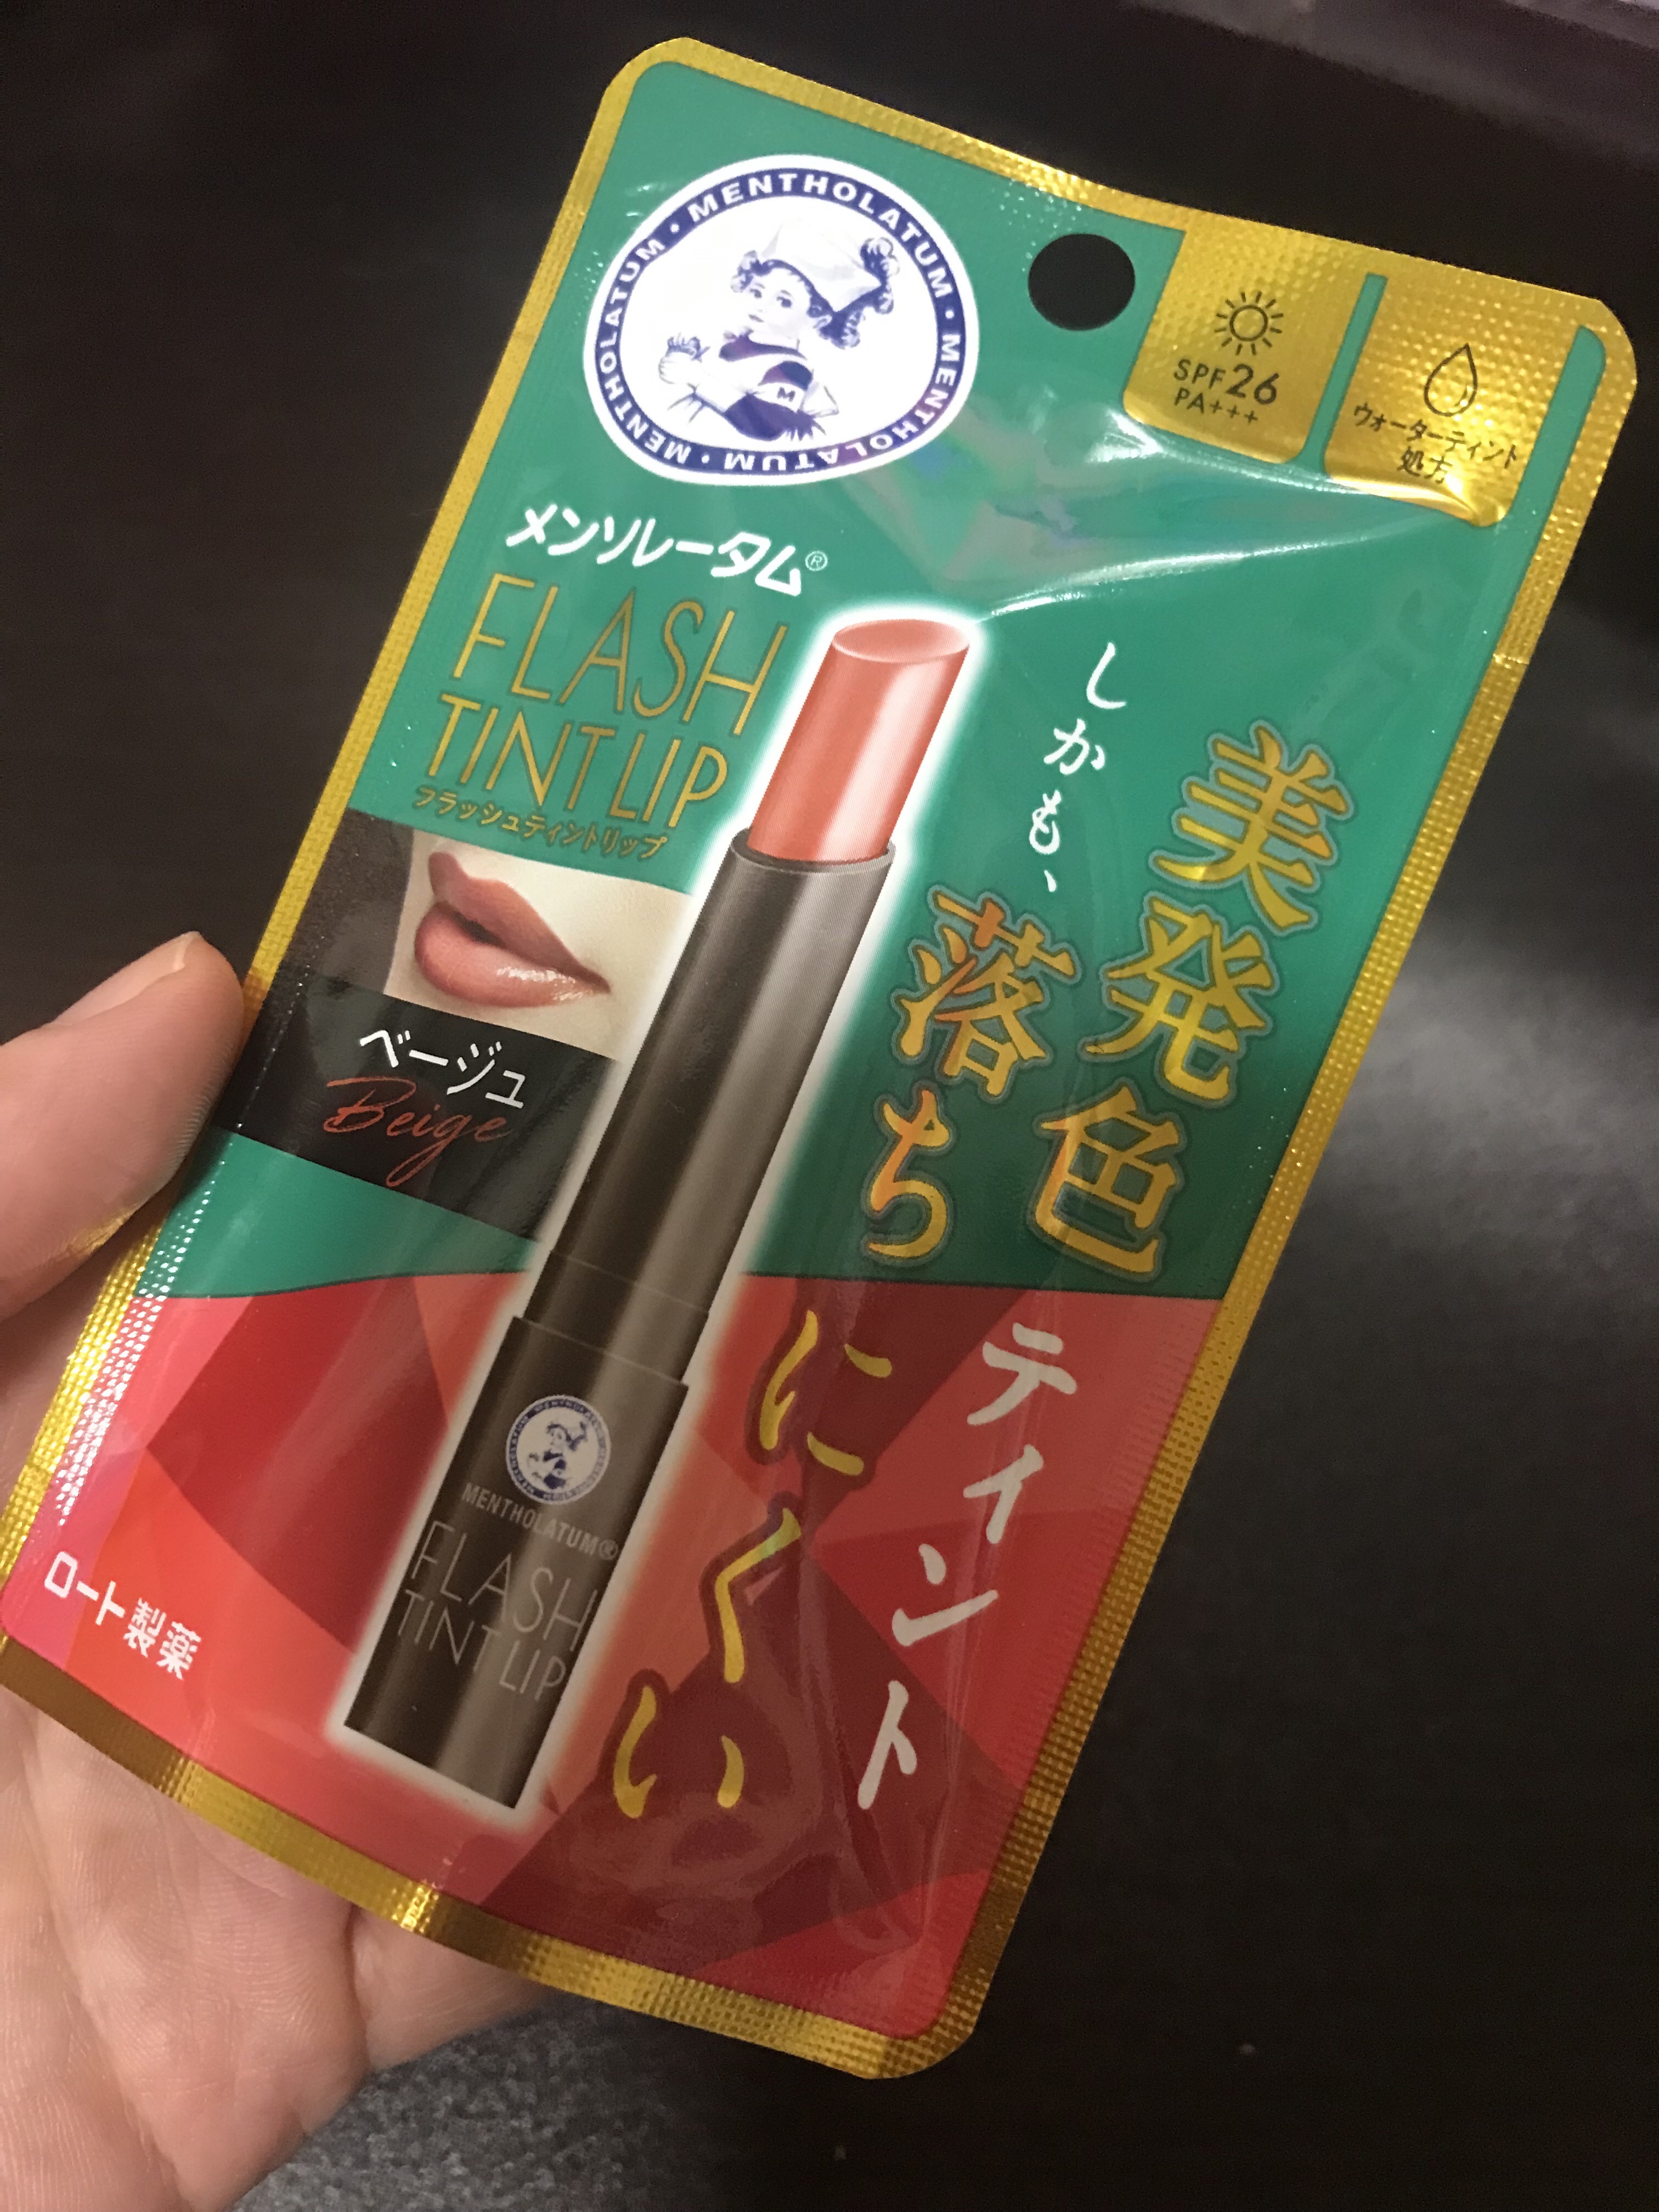 MENTHOLATUM • MENTHOLATUM • MENTHOLATUM • MENTHOLATUM •
M
SPF26
PA+++
ウォーターティント
処方
メンソレータム®
FLASH
TINT LIP
フラッシュティントリップ
ベージュ
Beige
美発色ティント
しかも、落ちにくい
MENTHOLATUM®
FLASH
TINT LIP
ロート製薬